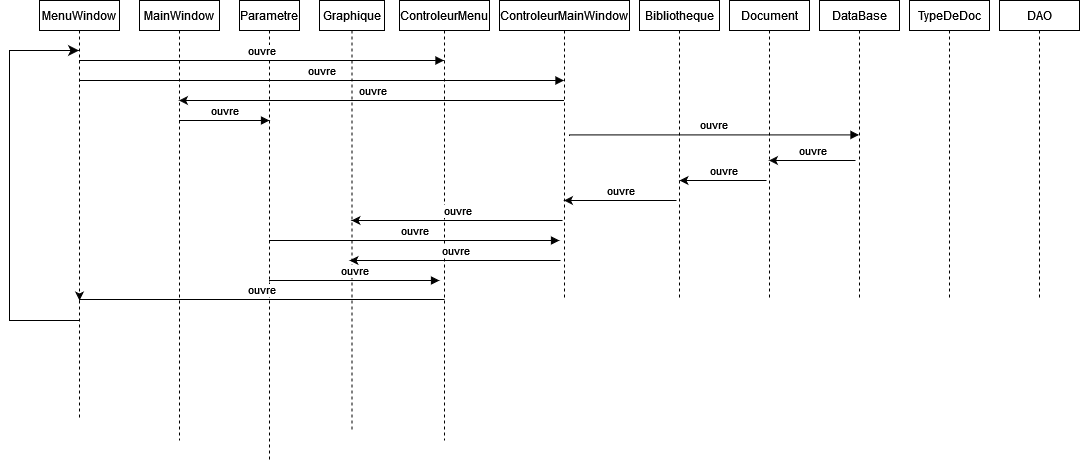 MenuWindow
MainWindow
Parametre
Graphique
ControleurMenu
ControleurMainWindow
Bibliotheque
Document
DataBase
TypeDeDoc
DAO
ouvre
ouvre
ouvre
ouvre
ouvre
ouvre
ouvre
ouvre
ouvre
ouvre
ouvre
ouvre
ouvre